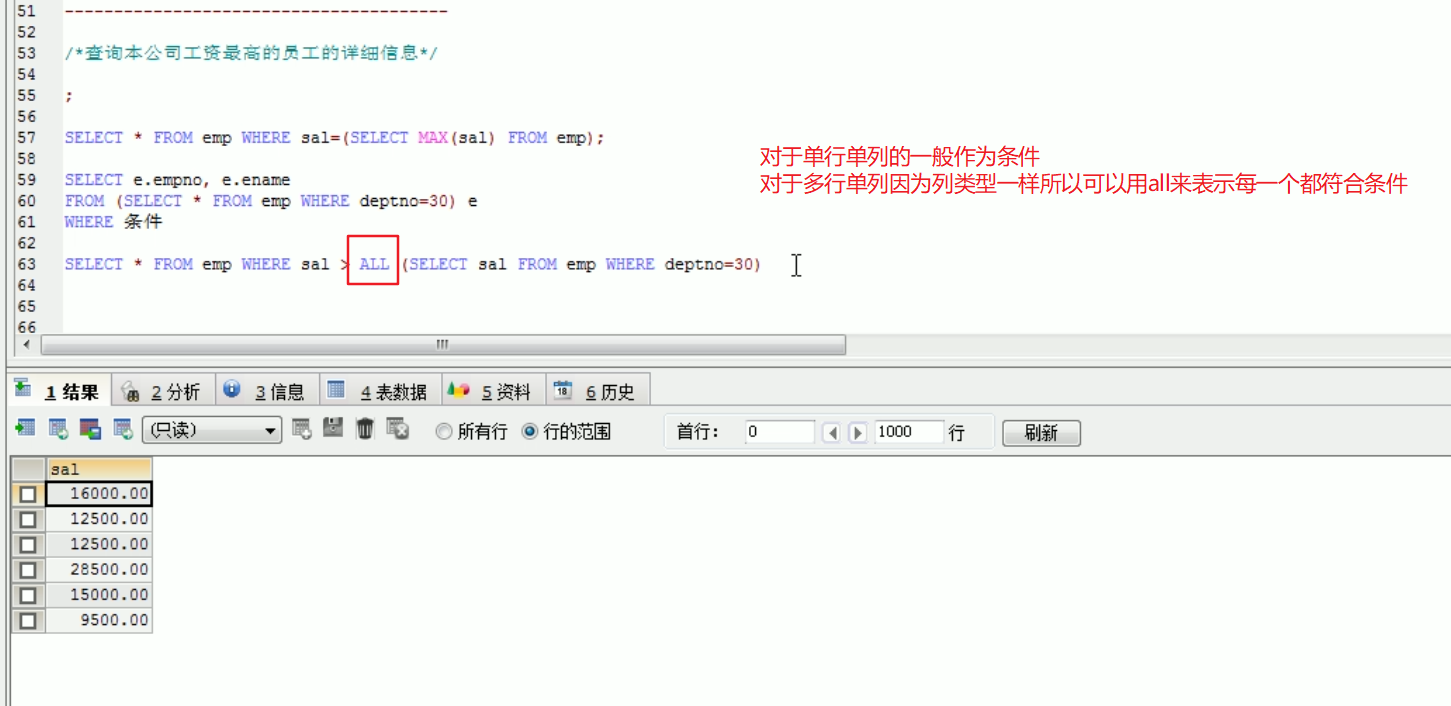 51 ---------------------------------------
52
53 /*查询本公司工资最高的员工的详细信息*/
54
55 ;
56
57 SELECT * FROM emp WHERE sal=(SELECT MAX(sal) FROM emp);
对于单行单列的一般作为条件
58
59 SELECT e.empno, e.ename
对于多行单列因为列类型一样所以可以用all来表示每一个都符合条件
60 FROM (SELECT * FROM emp WHERE deptno=30) e
61 WHERE 条件
62
63 SELECT * FROM emp WHERE sal > ALL (SELECT sal FROM emp WHERE deptno=30)
64
65
66
1 结果 2 分析 3 信息 4 表数据 18 5 资料 6 历史
(只读) 所有行 行的范围 首行: 0 1000 行 刷新
sal
16000.00
12500.00
12500.00
28500.00
15000.00
9500.00